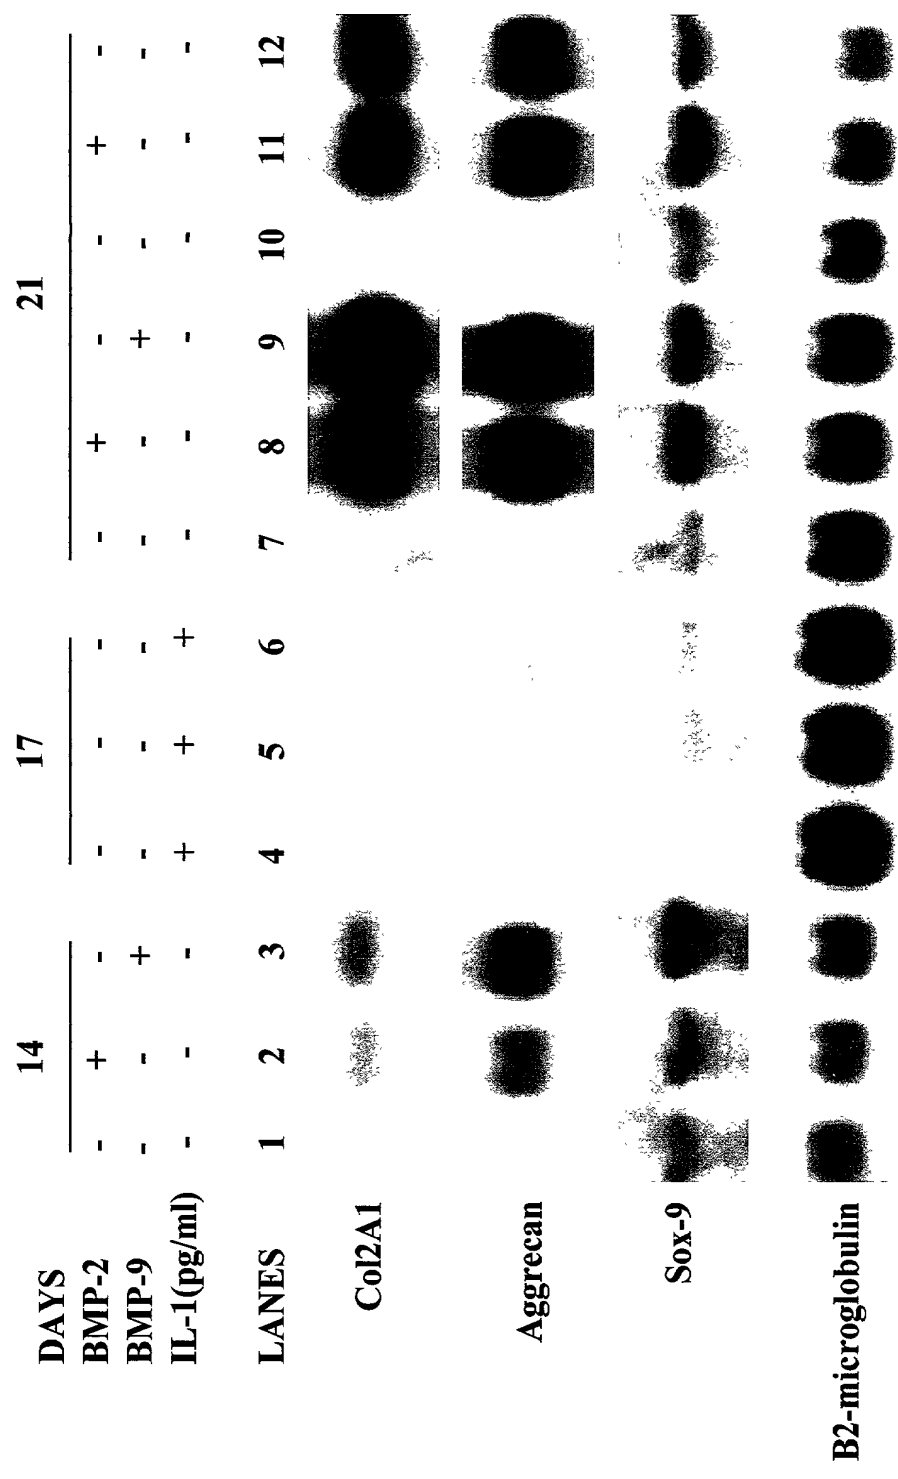 DAYS 14 17 21
BMP-2 - + - - - - - + - - + -
BMP-9 - - + - - - - - + - - -
IL-1(pg/ml) - - - + + + - - - - - -
LANES 1 2 3 4 5 6 7 8 9 10 11 12
Col2A1
Aggrecan
Sox-9
B2-microglobulin